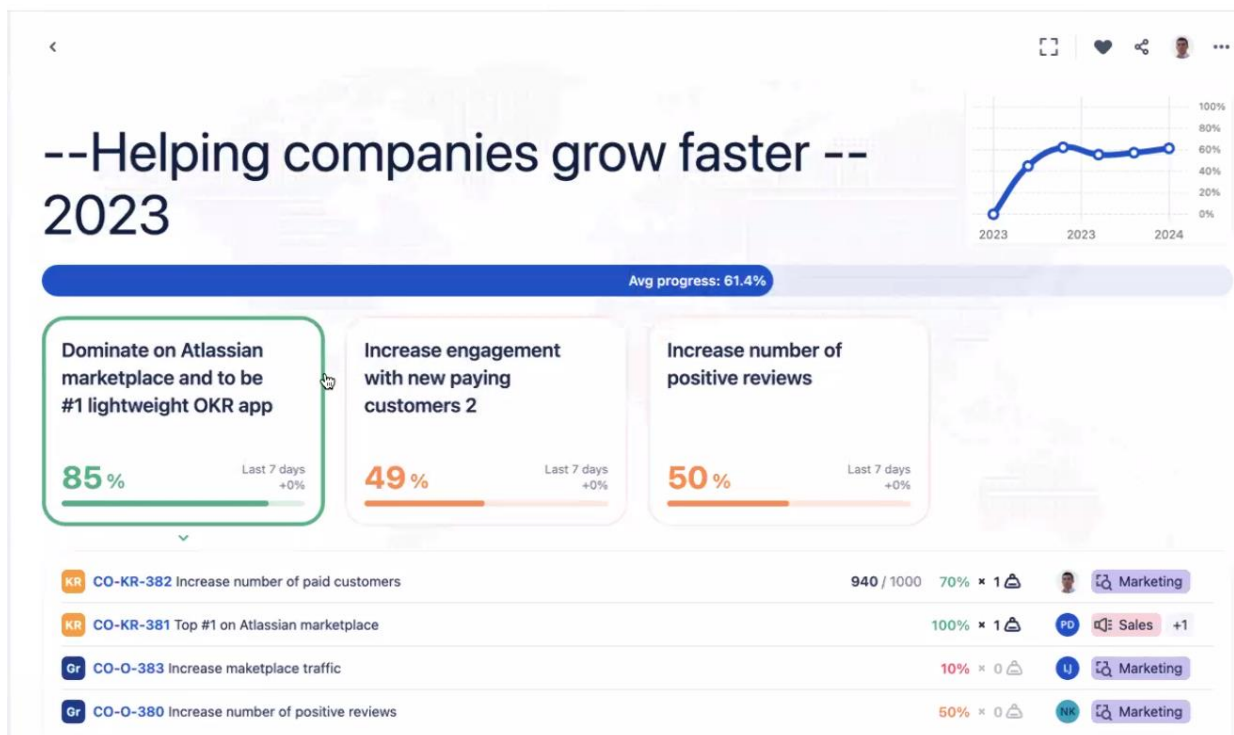 --Helping companies grow faster --
2023
100%
80%
60%
40%
20%
0%
2023 2023 2024
Avg progress: 61.4%
Dominate on Atlassian
marketplace and to be
#1 lightweight OKR app
85 %
Last 7 days
+0%
Increase engagement
with new paying
customers 2
49 %
Last 7 days
+0%
Increase number of
positive reviews
50 %
Last 7 days
+0%
KR CO-KR-382 Increase number of paid customers 940 / 1000 70% × 1 Marketing
KR CO-KR-381 Top #1 on Atlassian marketplace 100% × 1 PD Sales +1
Gr CO-O-383 Increase maketplace traffic 10% × 0 LJ Marketing
Gr CO-O-380 Increase number of positive reviews 50% × 0 NK Marketing